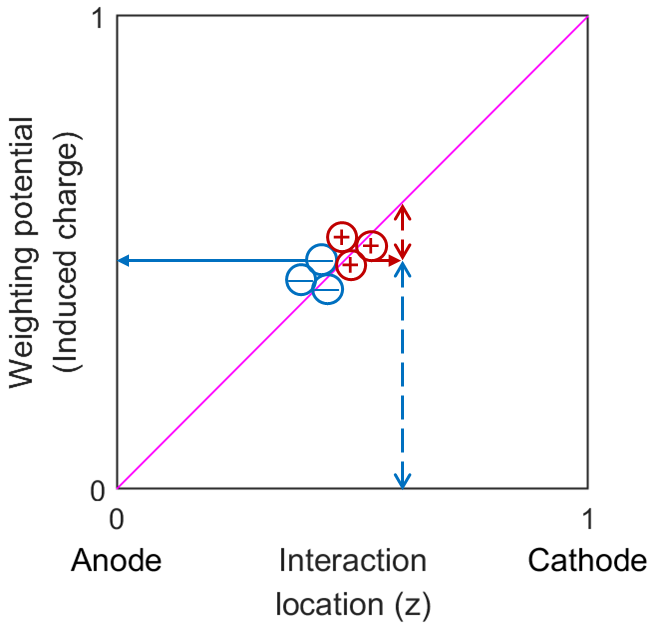 1
Weighting potential
(Induced charge)
0
0
1
Anode
Interaction
Cathode
location (z)